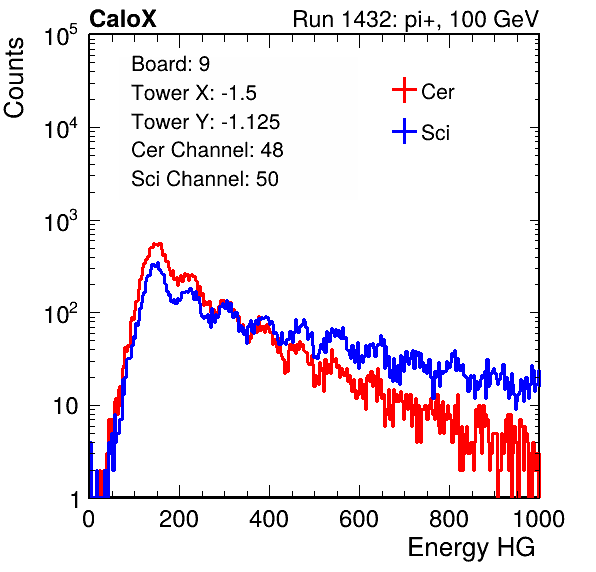 CaloX Run 1432: pi+, 100 GeV
Counts
Board: 9
Tower X: -1.5
Tower Y: -1.125
Cer Channel: 48
Sci Channel: 50
Cer
Sci
10^5
10^4
10^3
10^2
10
1
0 200 400 600 800 1000
Energy HG